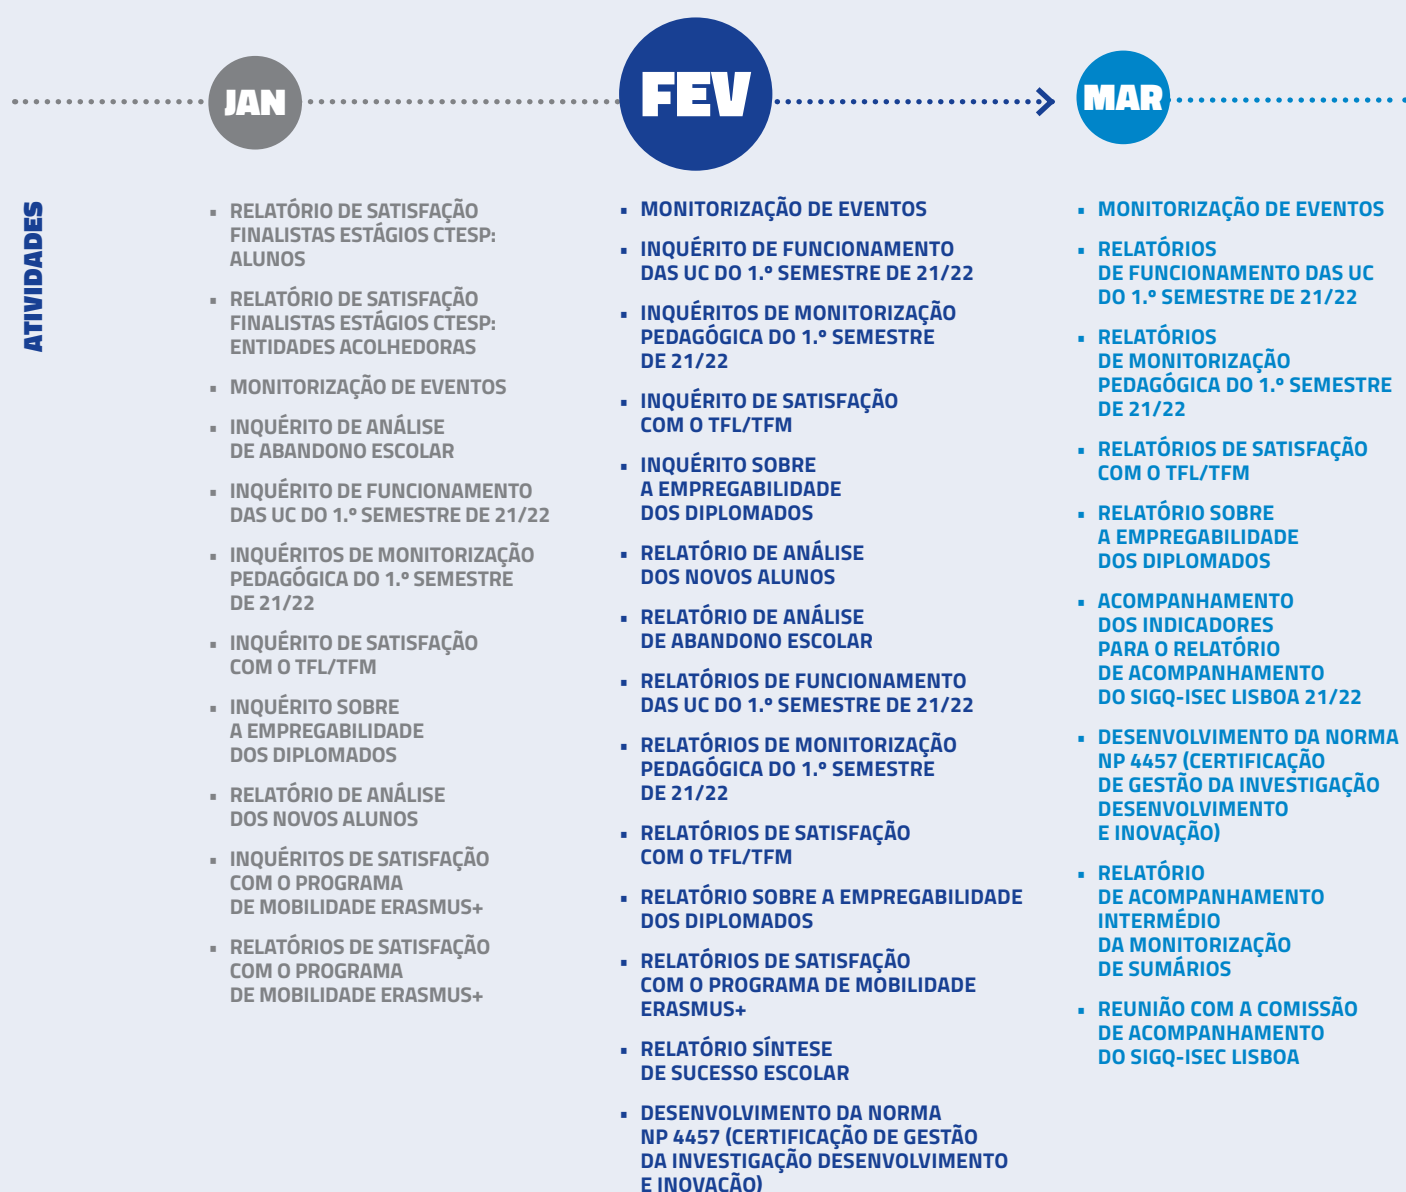 JAN
FEV
MAR
ATIVIDADES
▪ RELATÓRIO DE SATISFAÇÃO
FINALISTAS ESTÁGIOS CTESP:
ALUNOS
▪ RELATÓRIO DE SATISFAÇÃO
FINALISTAS ESTÁGIOS CTESP:
ENTIDADES ACOLHEDORAS
▪ MONITORIZAÇÃO DE EVENTOS
▪ INQUÉRITO DE ANÁLISE
DE ABANDONO ESCOLAR
▪ INQUÉRITO DE FUNCIONAMENTO
DAS UC DO 1.º SEMESTRE DE 21/22
▪ INQUÉRITOS DE MONITORIZAÇÃO
PEDAGÓGICA DO 1.º SEMESTRE
DE 21/22
▪ INQUÉRITO DE SATISFAÇÃO
COM O TFL/TFM
▪ INQUÉRITO SOBRE
A EMPREGABILIDADE
DOS DIPLOMADOS
▪ RELATÓRIO DE ANÁLISE
DOS NOVOS ALUNOS
▪ INQUÉRITOS DE SATISFAÇÃO
COM O PROGRAMA
DE MOBILIDADE ERASMUS+
▪ RELATÓRIOS DE SATISFAÇÃO
COM O PROGRAMA
DE MOBILIDADE ERASMUS+
▪ MONITORIZAÇÃO DE EVENTOS
▪ INQUÉRITO DE FUNCIONAMENTO
DAS UC DO 1.º SEMESTRE DE 21/22
▪ INQUÉRITOS DE MONITORIZAÇÃO
PEDAGÓGICA DO 1.º SEMESTRE
DE 21/22
▪ INQUÉRITO DE SATISFAÇÃO
COM O TFL/TFM
▪ INQUÉRITO SOBRE
A EMPREGABILIDADE
DOS DIPLOMADOS
▪ RELATÓRIO DE ANÁLISE
DOS NOVOS ALUNOS
▪ RELATÓRIO DE ANÁLISE
DE ABANDONO ESCOLAR
▪ RELATÓRIOS DE FUNCIONAMENTO
DAS UC DO 1.º SEMESTRE DE 21/22
▪ RELATÓRIOS DE MONITORIZAÇÃO
PEDAGÓGICA DO 1.º SEMESTRE
DE 21/22
▪ RELATÓRIOS DE SATISFAÇÃO
COM O TFL/TFM
▪ RELATÓRIO SOBRE A EMPREGABILIDADE
DOS DIPLOMADOS
▪ RELATÓRIOS DE SATISFAÇÃO
COM O PROGRAMA DE MOBILIDADE
ERASMUS+
▪ RELATÓRIO SÍNTESE
DE SUCESSO ESCOLAR
▪ DESENVOLVIMENTO DA NORMA
NP 4457 (CERTIFICAÇÃO DE GESTÃO
DA INVESTIGAÇÃO DESENVOLVIMENTO
E INOVAÇÃO)
▪ MONITORIZAÇÃO DE EVENTOS
▪ RELATÓRIOS
DE FUNCIONAMENTO DAS UC
DO 1.º SEMESTRE DE 21/22
▪ RELATÓRIOS
DE MONITORIZAÇÃO
PEDAGÓGICA DO 1.º SEMESTRE
DE 21/22
▪ RELATÓRIOS DE SATISFAÇÃO
COM O TFL/TFM
▪ RELATÓRIO SOBRE
A EMPREGABILIDADE
DOS DIPLOMADOS
▪ ACOMPANHAMENTO
DOS INDICADORES
PARA O RELATÓRIO
DE ACOMPANHAMENTO
DO SIGQ-ISEC LISBOA 21/22
▪ DESENVOLVIMENTO DA NORMA
NP 4457 (CERTIFICAÇÃO
DE GESTÃO DA INVESTIGAÇÃO
DESENVOLVIMENTO
E INOVAÇÃO)
▪ RELATÓRIO
DE ACOMPANHAMENTO
INTERMÉDIO
DA MONITORIZAÇÃO
DE SUMÁRIOS
▪ REUNIÃO COM A COMISSÃO
DE ACOMPANHAMENTO
DO SIGQ-ISEC LISBOA